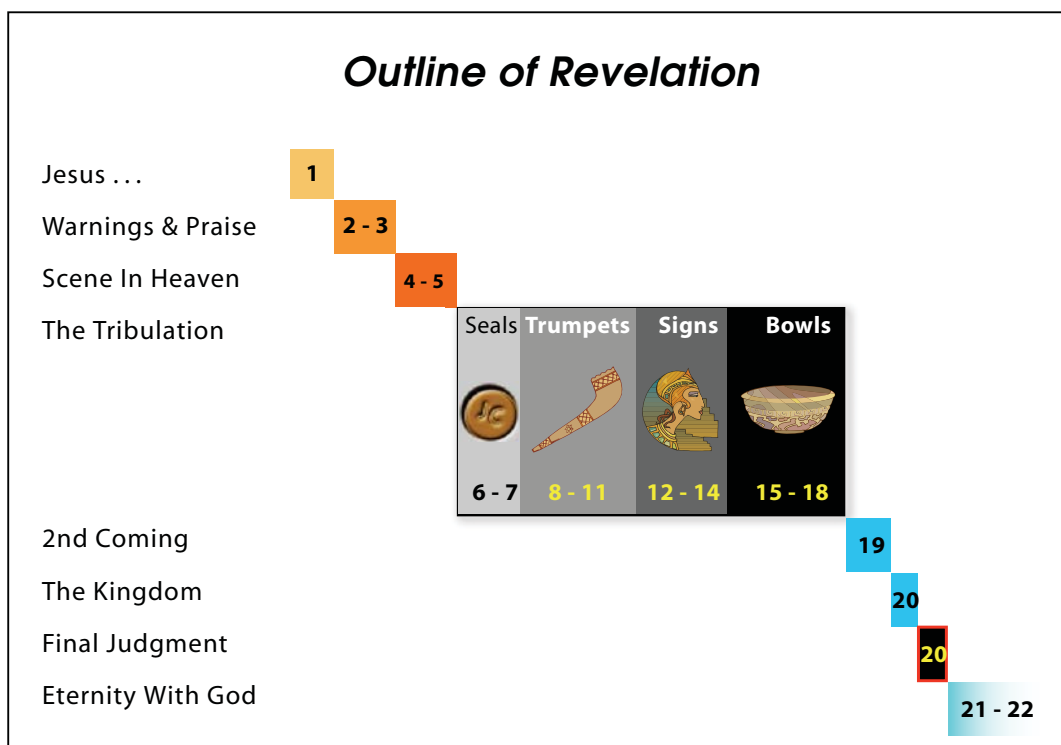 Outline of Revelation
Jesus ... 1
Warnings & Praise 2 - 3
Scene In Heaven 4 - 5
The Tribulation
Seals Trumpets Signs Bowls
JC
6 - 7 8 - 11 12 - 14 15 - 18
2nd Coming 19
The Kingdom 20
Final Judgment 20
Eternity With God 21 - 22